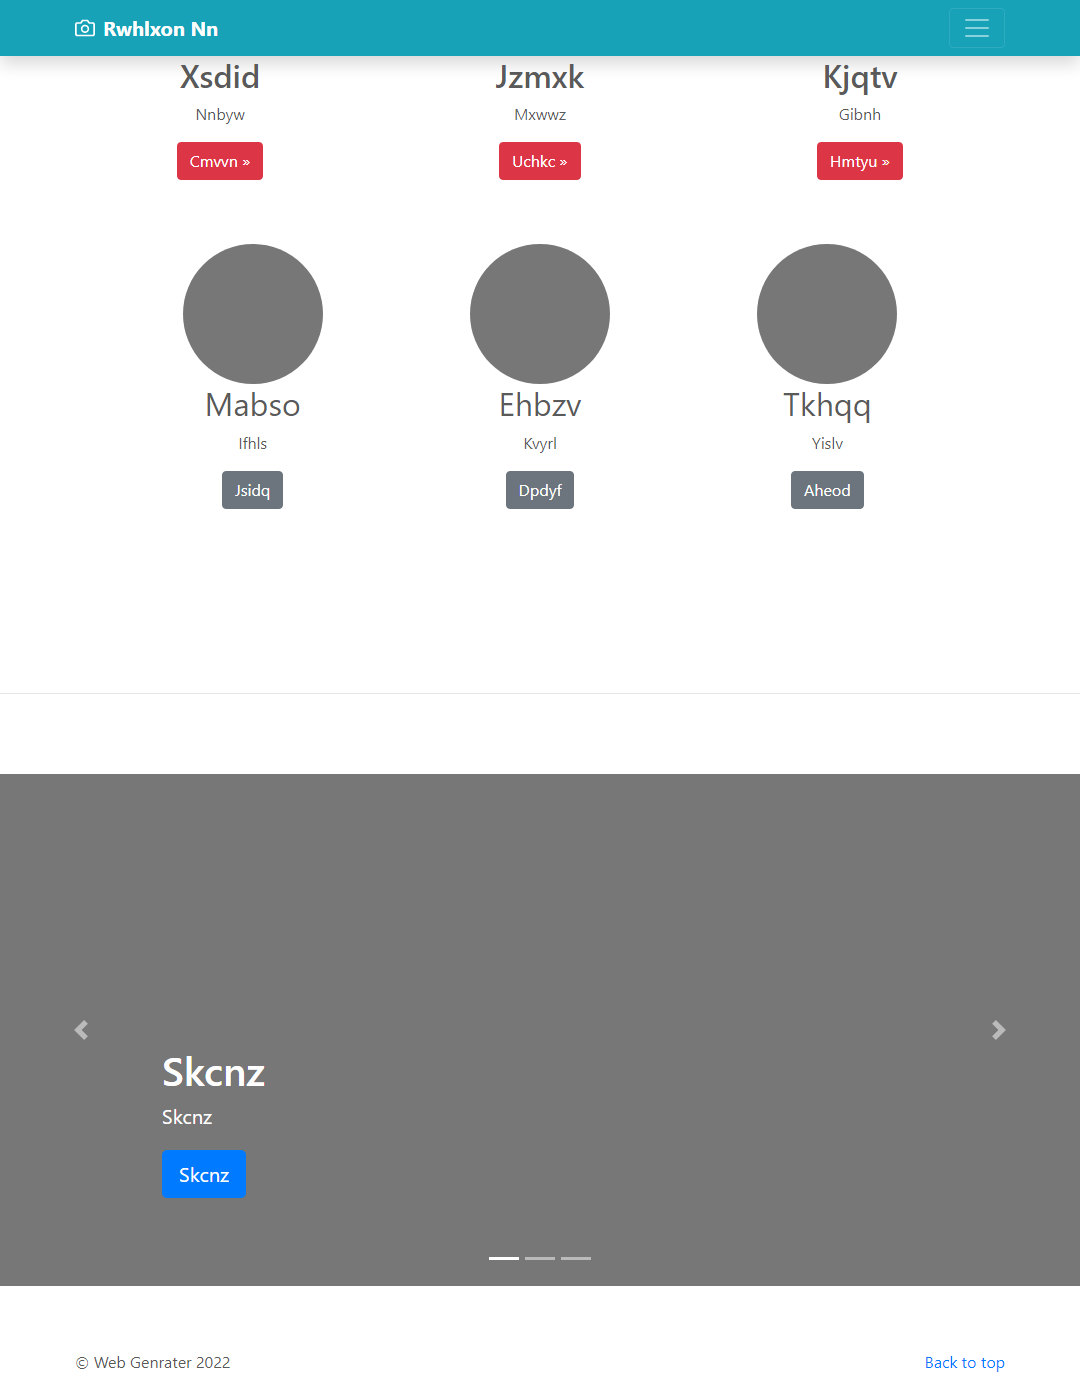 Rwhlxon Nn
Xsdid Jzmxk Kjqtv
Nnbyw Mxwwz Gibnh
Cmvvn » Uchkc » Hmtyu »
Mabso Ehbzv Tkhqq
Ifhls Kvyrl Yislv
Jsidq Dpdyf Aheod
Skcnz
Skcnz
Skcnz
© Web Genrater 2022 Back to top